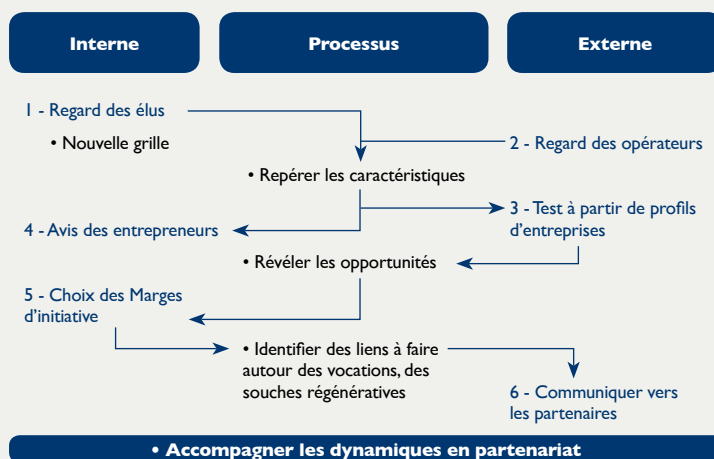 Interne
Processus
Externe
1 - Regard des élus
• Nouvelle grille
2 - Regard des opérateurs
• Repérer les caractéristiques
3 - Test à partir de profils
d'entreprises
4 - Avis des entrepreneurs
• Révéler les opportunités
5 - Choix des Marges
d'initiative
• Identifier des liens à faire
autour des vocations, des
souches régénératives
6 - Communiquer vers
les partenaires
• Accompagner les dynamiques en partenariat